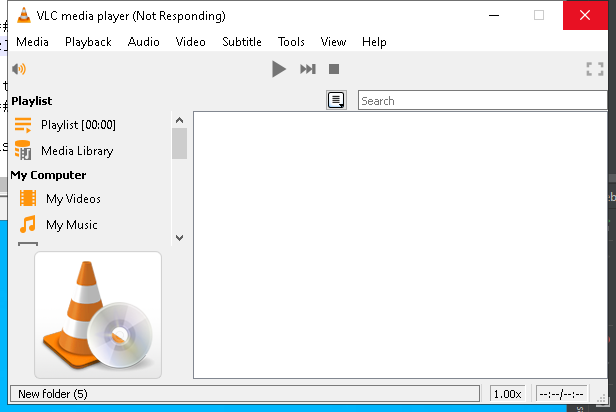 VLC media player (Not Responding)
Media Playback Audio Video Subtitle Tools View Help
Playlist
Search
Playlist [00:00]
Media Library
My Computer
My Videos
My Music
New folder (5) 1.00x --:--/--:--